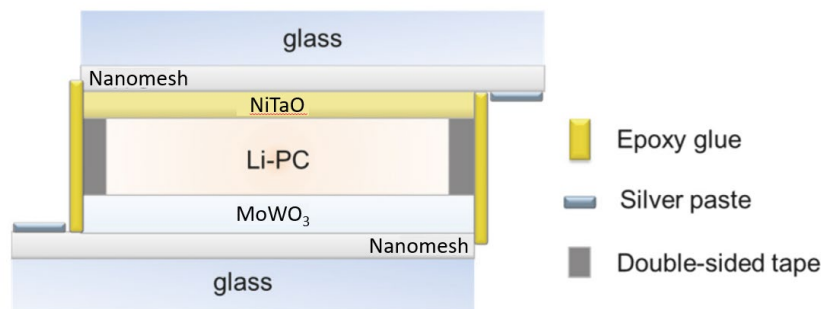 glass
Nanomesh
NiTaO
Li-PC
MoWO₃
Nanomesh
glass
Epoxy glue
Silver paste
Double-sided tape